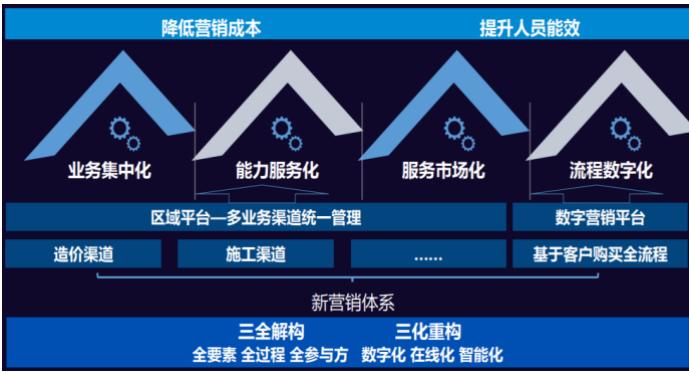 降低营销成本 提升人员能效
业务集中化 能力服务化 服务市场化 流程数字化
区域平台—多业务渠道统一管理 数字营销平台
造价渠道 施工渠道 …… 基于客户购买全流程
新营销体系
三全解构 三化重构
全要素 全过程 全参与方 数字化 在线化 智能化